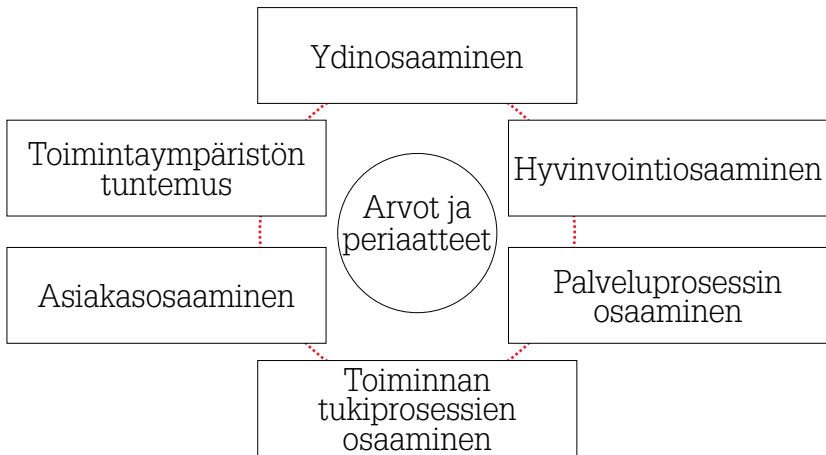 Ydinosaaminen
Toimintaympäristön
tuntemus
Hyvinvointiosaaminen
Arvot ja
periaatteet
Asiakasosaaminen
Palveluprosessin
osaaminen
Toiminnan
tukiprosessien
osaaminen